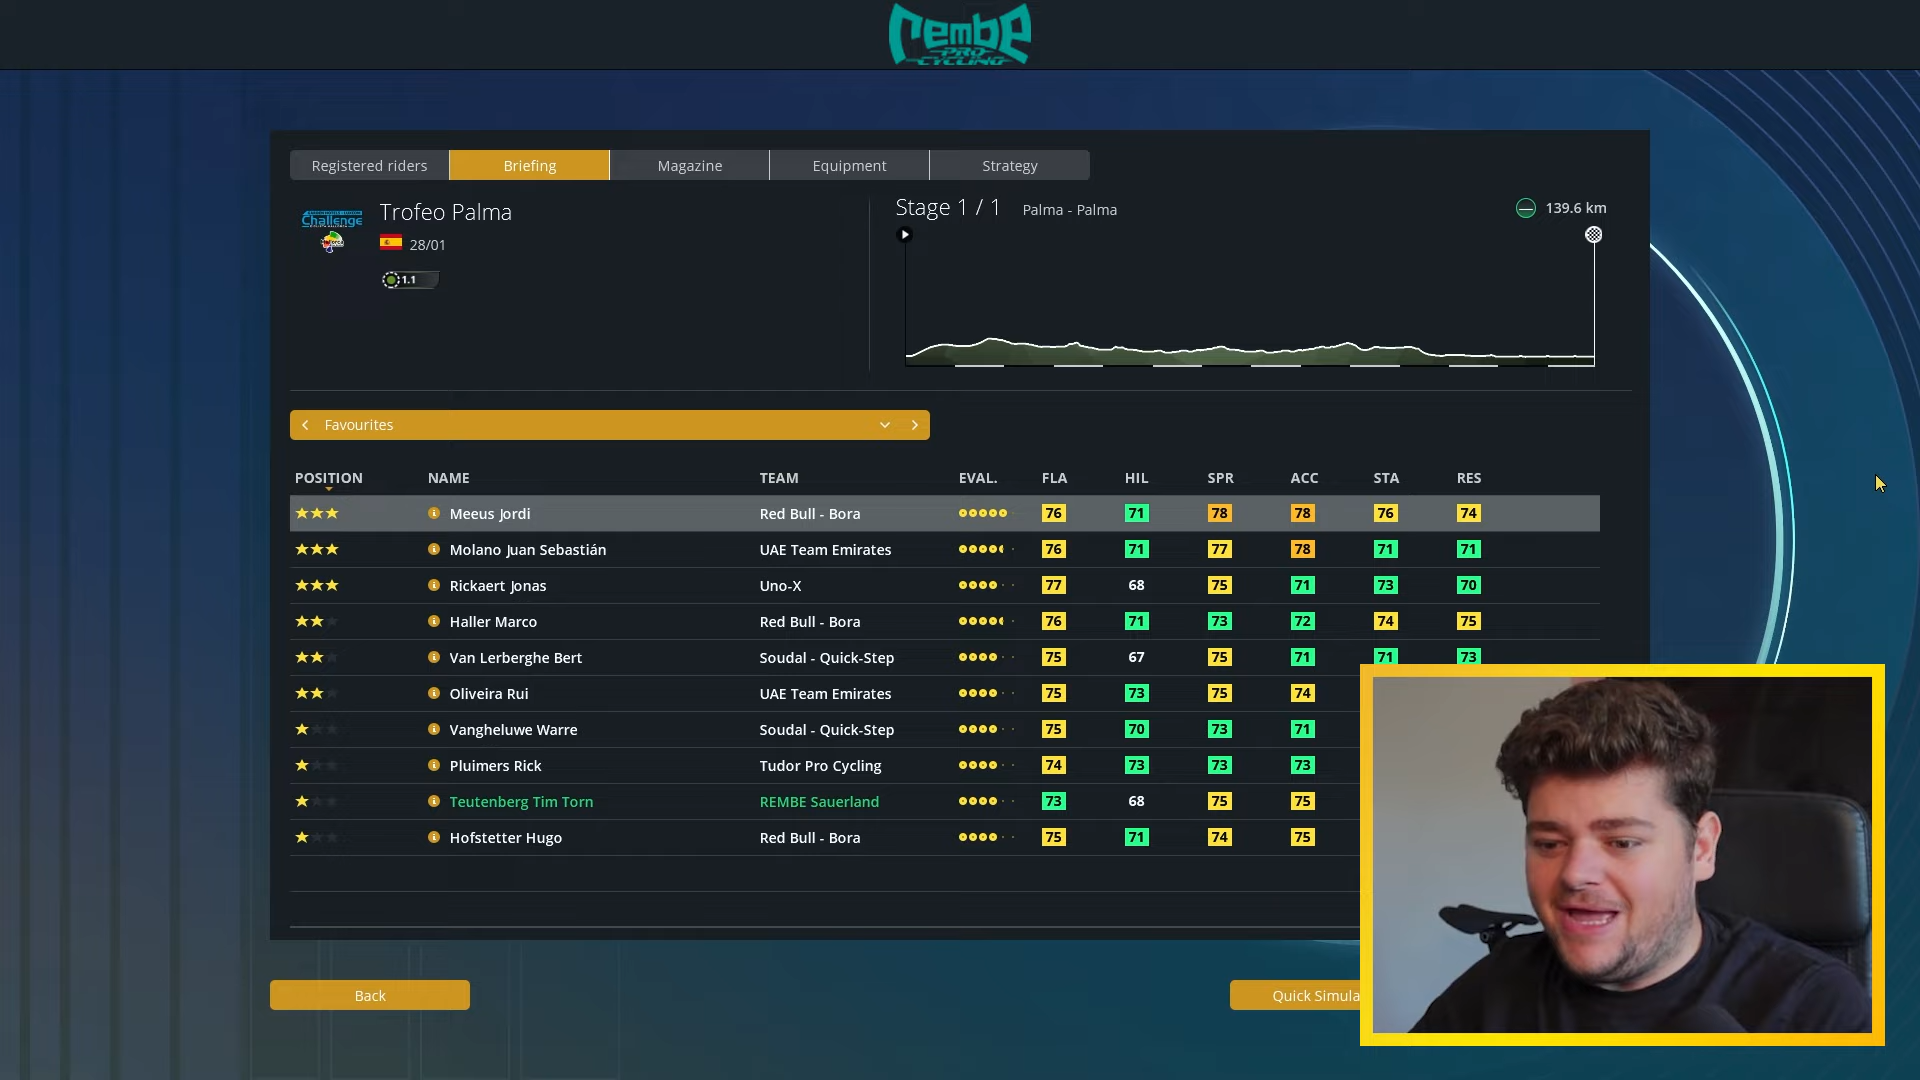 rembe
PRO
CYCLING
Registered riders Briefing Magazine Equipment Strategy
Challenge
Trofeo Palma
28/01
1.1
Stage 1 / 1 Palma - Palma 139.6 km
Favourites
POSITION NAME TEAM EVAL. FLA HIL SPR ACC STA RES
Meeus Jordi Red Bull - Bora 76 71 78 78 76 74
Molano Juan Sebastián UAE Team Emirates 76 71 77 78 71 71
Rickaert Jonas Uno-X 77 68 75 71 73 70
Haller Marco Red Bull - Bora 76 71 73 72 74 75
Van Lerberghe Bert Soudal - Quick-Step 75 67 75 71 71 73
Oliveira Rui UAE Team Emirates 75 73 75 74
Vangheluwe Warre Soudal - Quick-Step 75 70 73 71
Pluimers Rick Tudor Pro Cycling 74 73 73 73
Teutenberg Tim Torn REMBE Sauerland 73 68 75 75
Hofstetter Hugo Red Bull - Bora 75 71 74 75
Back Quick Simula